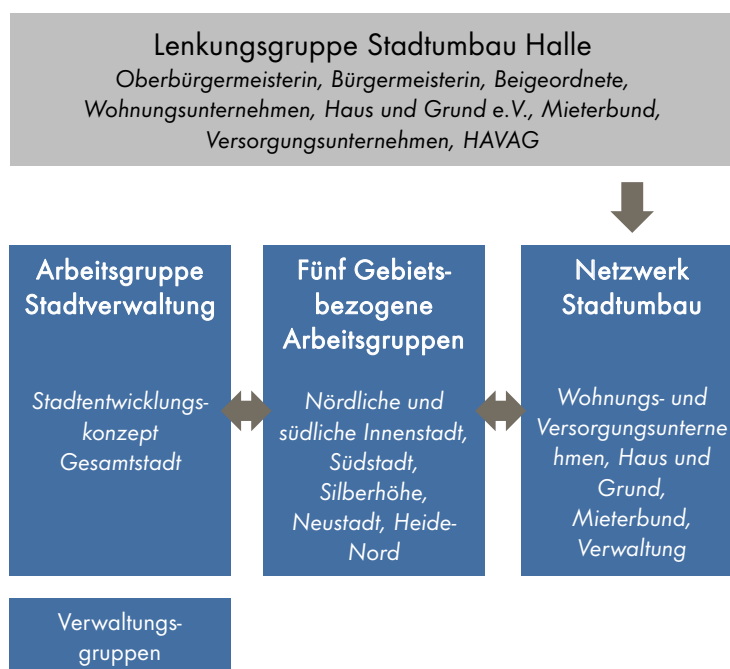 Lenkungsgruppe Stadtumbau Halle
Oberbürgermeisterin, Bürgermeisterin, Beigeordnete,
Wohnungsunternehmen, Haus und Grund e.V., Mieterbund,
Versorgungsunternehmen, HAVAG
Arbeitsgruppe
Stadtverwaltung
Stadtentwicklungs-
konzept
Gesamtstadt
Fünf Gebiets-
bezogene
Arbeitsgruppen
Nördliche und
südliche Innenstadt,
Südstadt,
Silberhöhe,
Neustadt, Heide-
Nord
Netzwerk
Stadtumbau
Wohnungs- und
Versorgungsunterne
hmen, Haus und
Grund,
Mieterbund,
Verwaltung
Verwaltungs-
gruppen